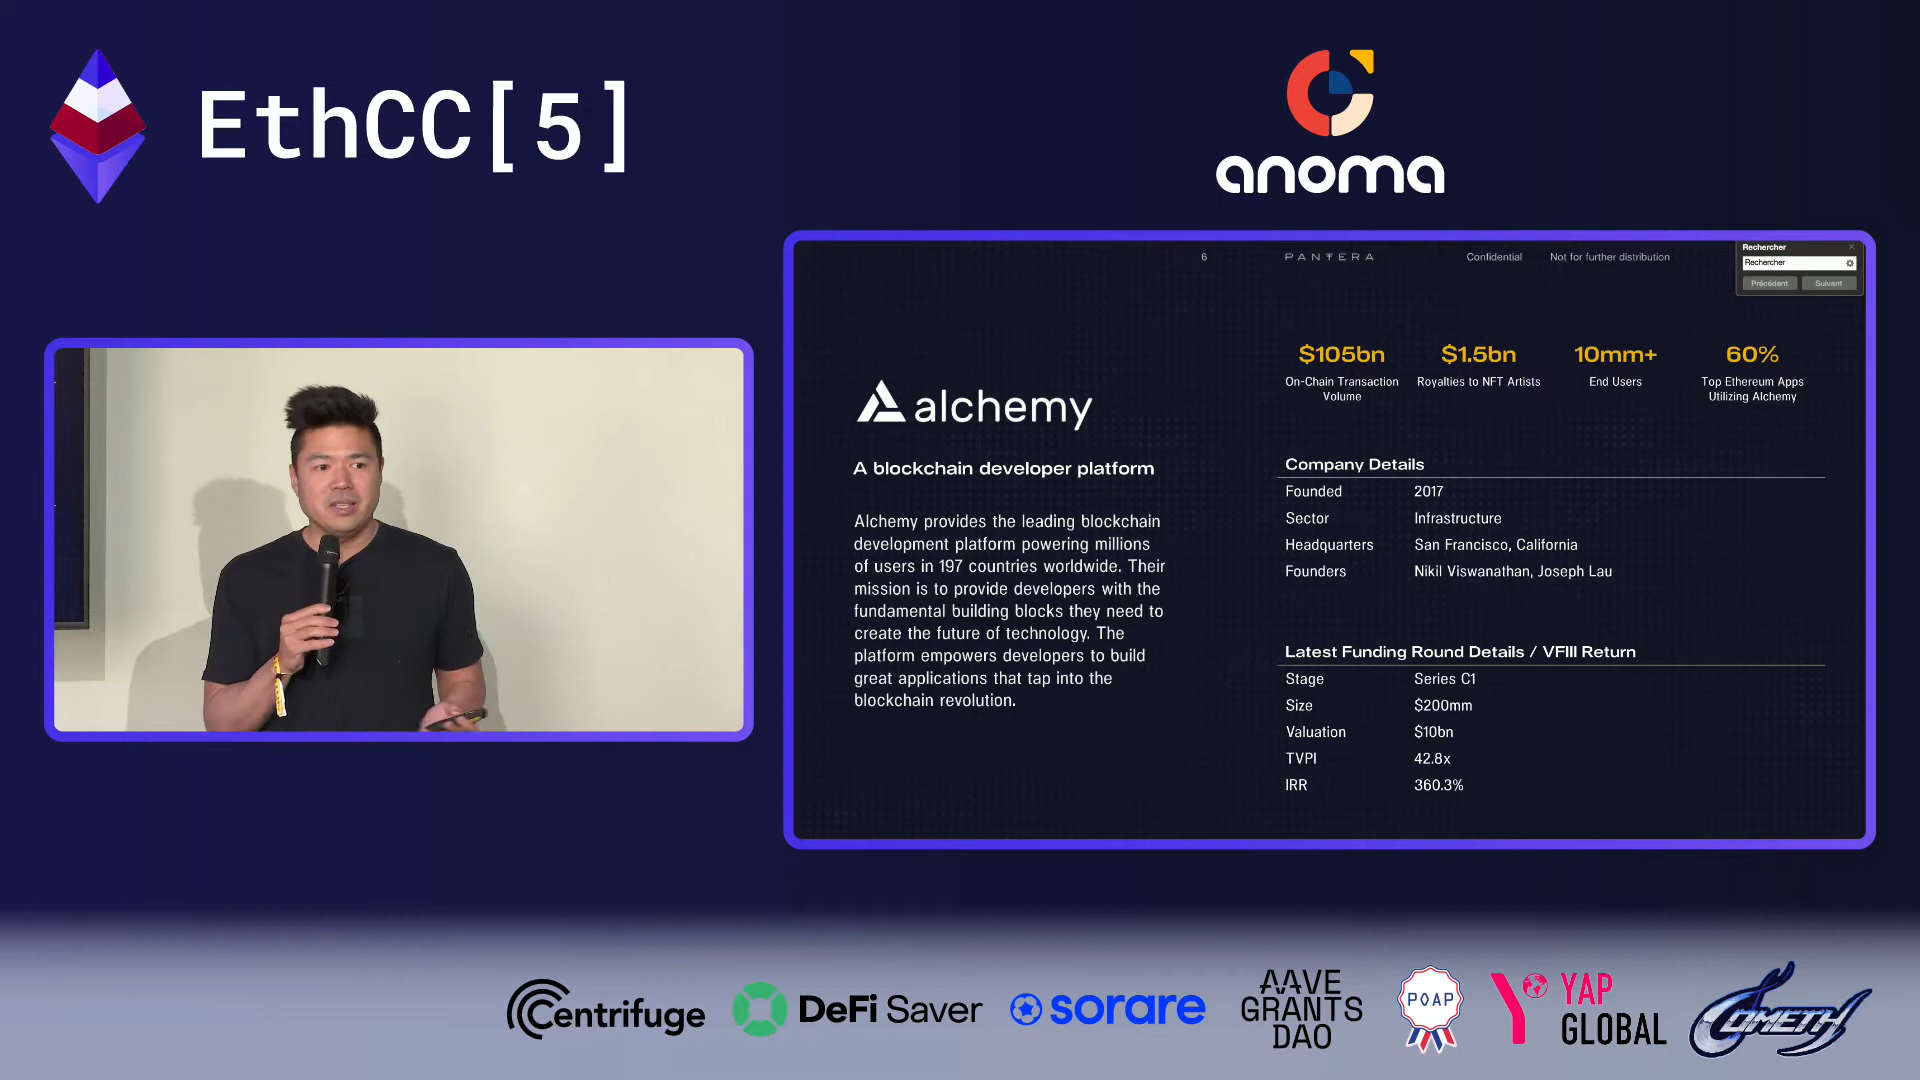 EthCC[5]
anoma
6
PANTERA
Confidential
Not for further distribution
Rechercher
Rechercher
Précédent
Suivant
$105bn
On-Chain Transaction
Volume
$1.5bn
Royalties to NFT Artists
10mm+
End Users
60%
Top Ethereum Apps
Utilizing Alchemy
alchemy
A blockchain developer platform
Alchemy provides the leading blockchain
development platform powering millions
of users in 197 countries worldwide. Their
mission is to provide developers with the
fundamental building blocks they need to
create the future of technology. The
platform empowers developers to build
great applications that tap into the
blockchain revolution.
Company Details
Founded 2017
Sector Infrastructure
Headquarters San Francisco, California
Founders Nikil Viswanathan, Joseph Lau
Latest Funding Round Details / VFIII Return
Stage Series C1
Size $200mm
Valuation $10bn
TVPI 42.8x
IRR 360.3%
Centrifuge
DeFi Saver
sorare
AAVE
GRANTS
DAO
POAP
YAP
GLOBAL
COMETH